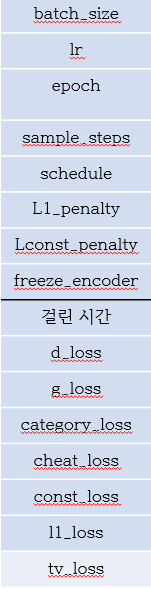 batch_size
lr
epoch
sample_steps
schedule
L1_penalty
Lconst_penalty
freeze_encoder
걸린 시간
d_loss
g_loss
category_loss
cheat_loss
const_loss
l1_loss
tv_loss